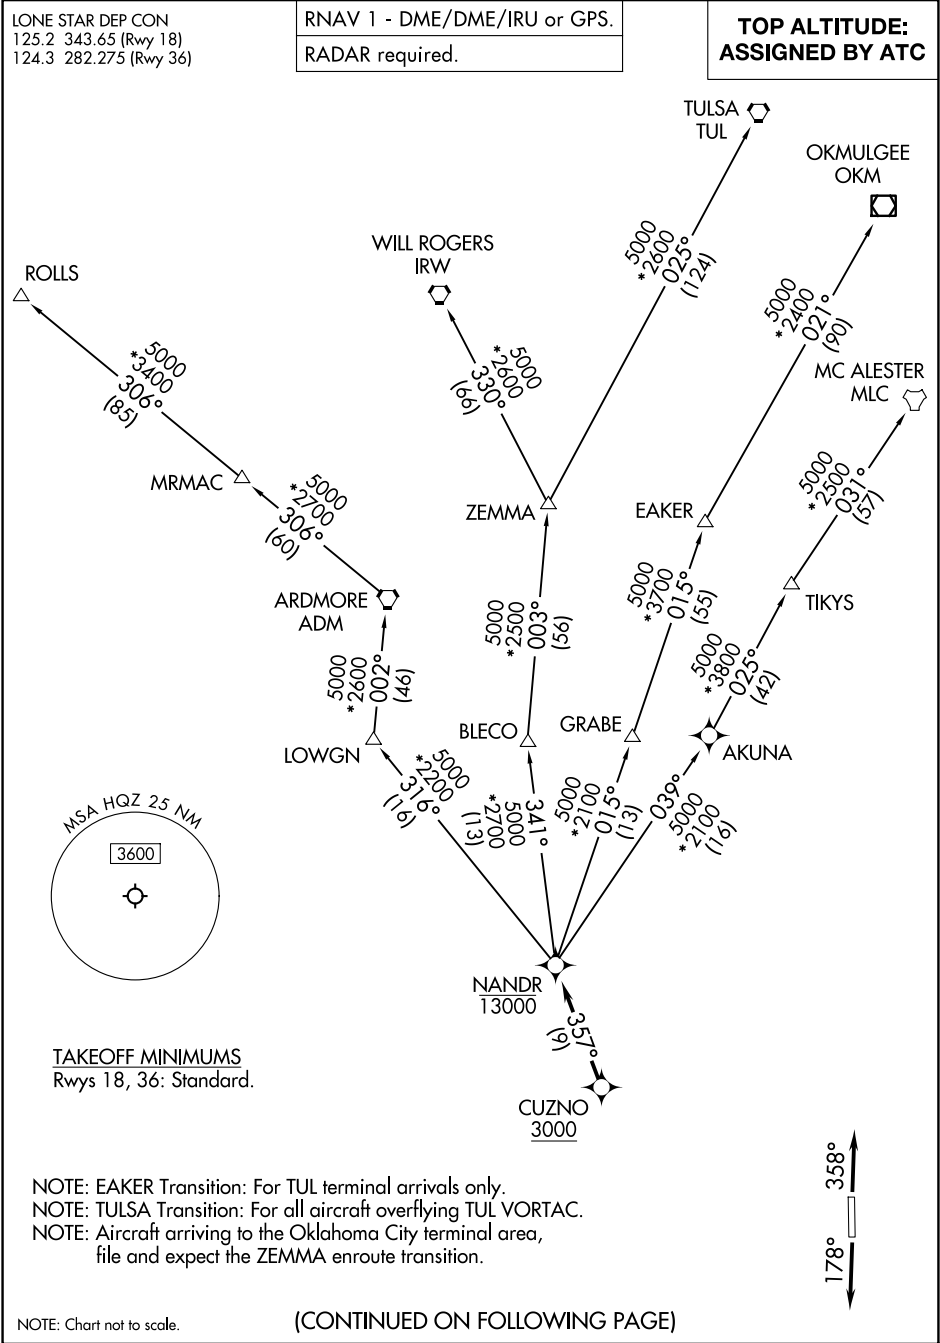 LONE STAR DEP CON
125.2 343.65 (Rwy 18)
124.3 282.275 (Rwy 36)
RNAV 1 - DME/DME/IRU or GPS.
RADAR required.
TOP ALTITUDE:
ASSIGNED BY ATC
TULSA
TUL
OKMULGEE
OKM
WILL ROGERS
IRW
5000
*2600
025°
(124)
ROLLS
5000
*2400
021°
(90)
5000
*3400
306°
(85)
5000
*2600
330°
(66)
MC ALESTER
MLC
MRMAC
5000
*2700
306°
(60)
ZEMMA
EAKER
5000
*2500
031°
(57)
ARDMORE
ADM
5000
*2500
003°
(56)
5000
*3700
015°
(55)
TIKYS
5000
*2600
002°
(46)
5000
*3800
025°
(42)
LOWGN
BLECO
GRABE
AKUNA
5000
*2200
316°
(16)
341°
5000
*2700
(13)
5000
*2100
015°
(13)
039°
5000
*2100
(16)
MSA HQZ 25 NM
3600
NANDR
13000
357°
(9)
TAKEOFF MINIMUMS
Rwys 18, 36: Standard.
CUZNO
3000
358°
178°
NOTE: EAKER Transition: For TUL terminal arrivals only.
NOTE: TULSA Transition: For all aircraft overflying TUL VORTAC.
NOTE: Aircraft arriving to the Oklahoma City terminal area,
file and expect the ZEMMA enroute transition.
NOTE: Chart not to scale.
(CONTINUED ON FOLLOWING PAGE)